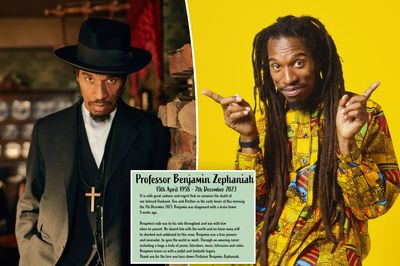 Professor Benjamin Zephaniah
15th April 1958 - 7th December 2023
It is with great sadness and regret that we announce the death of
our beloved Husband, Son and Brother in the early hours of this morning
the 7th December 2023. Benjamin was diagnosed with a brain tumor
8 weeks ago.
Benjamin's wife was by his side throughout and was with him
when he passed. We shared him with the world and we know many will
be shocked and saddened by this news. Benjamin was a true pioneer
and innovator, he gave the world so much. Through an amazing career
including a huge body of poems, literature, music, television and radio,
Benjamin leaves us with a joyful and fantastic legacy.
Thank you for the love you have shown Professor Benjamin Zephaniah.